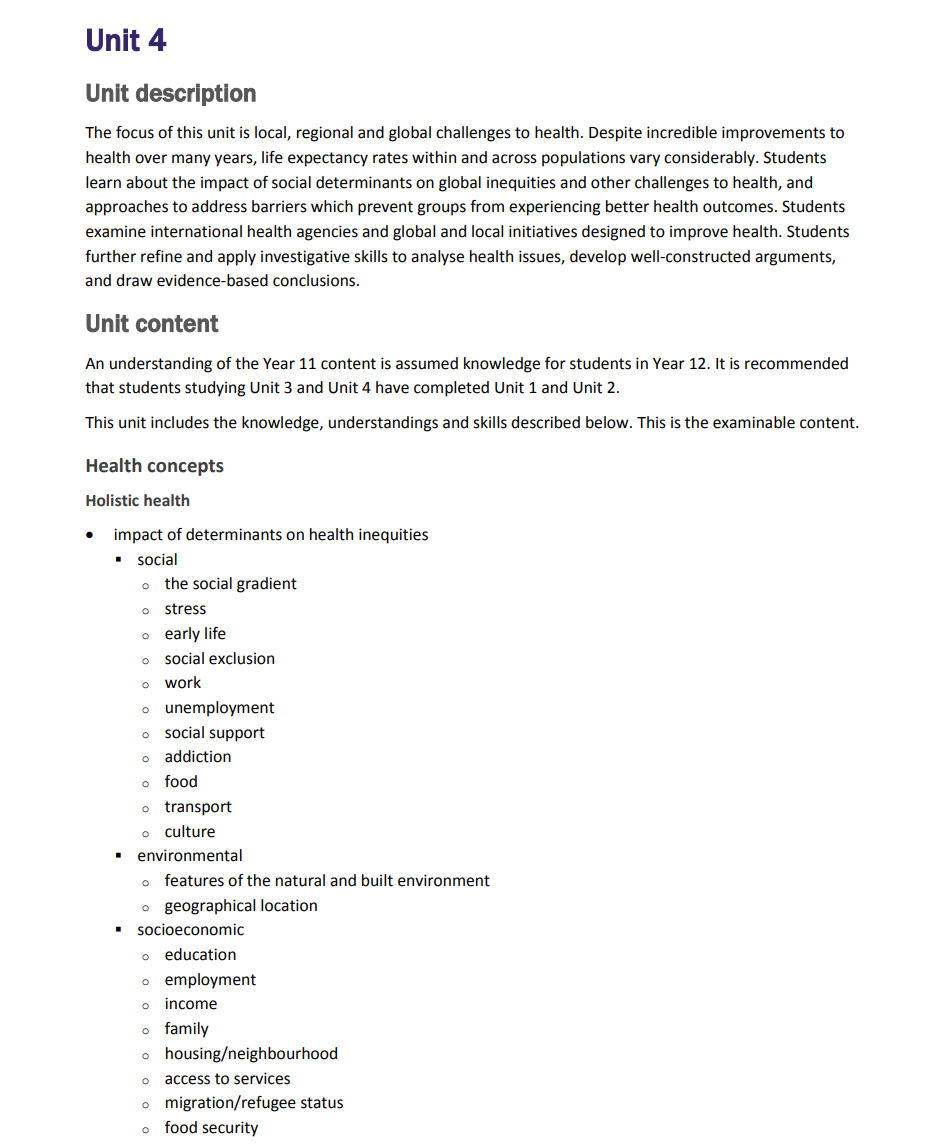 Unit 4
Unit description
The focus of this unit is local, regional and global challenges to health. Despite incredible improvements to
health over many years, life expectancy rates within and across populations vary considerably. Students
learn about the impact of social determinants on global inequities and other challenges to health, and
approaches to address barriers which prevent groups from experiencing better health outcomes. Students
examine international health agencies and global and local initiatives designed to improve health. Students
further refine and apply investigative skills to analyse health issues, develop well-constructed arguments,
and draw evidence-based conclusions.
Unit content
An understanding of the Year 11 content is assumed knowledge for students in Year 12. It is recommended
that students studying Unit 3 and Unit 4 have completed Unit 1 and Unit 2.
This unit includes the knowledge, understandings and skills described below. This is the examinable content.
Health concepts
Holistic health
• impact of determinants on health inequities
▪ social
○ the social gradient
○ stress
○ early life
○ social exclusion
○ work
○ unemployment
○ social support
○ addiction
○ food
○ transport
○ culture
▪ environmental
○ features of the natural and built environment
○ geographical location
▪ socioeconomic
○ education
○ employment
○ income
○ family
○ housing/neighbourhood
○ access to services
○ migration/refugee status
○ food security